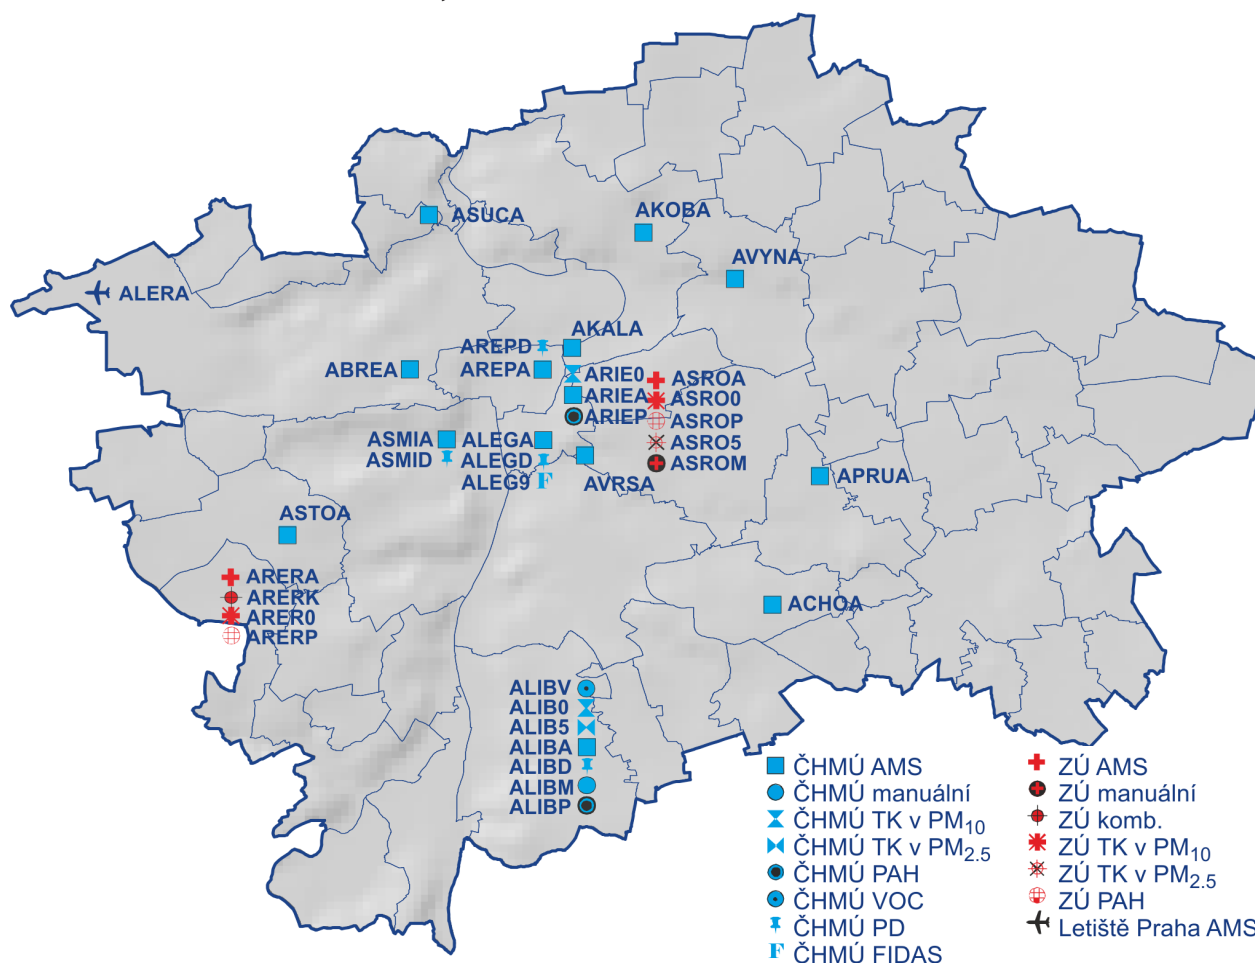 ASUCA
AKOBA
AVYNA
ALERA
AKALA
AREPD
AREPA
ABREA
ARIE0
ARIEA
ARIEP
ASROA
ASRO0
ASROP
ASRO5
ASROM
ASMIA
ASMID
ALEGA
ALEGD
ALEG9
AVRSA
APRUA
ASTOA
ARERA
ARERK
ARER0
ARERP
ACHOA
ALIBV
ALIB0
ALIB5
ALIBA
ALIBD
ALIBM
ALIBP
ČHMÚ AMS
ČHMÚ manuální
ČHMÚ TK v PM10
ČHMÚ TK v PM2.5
ČHMÚ PAH
ČHMÚ VOC
ČHMÚ PD
F ČHMÚ FIDAS
ZÚ AMS
ZÚ manuální
ZÚ komb.
ZÚ TK v PM10
ZÚ TK v PM2.5
ZÚ PAH
Letiště Praha AMS